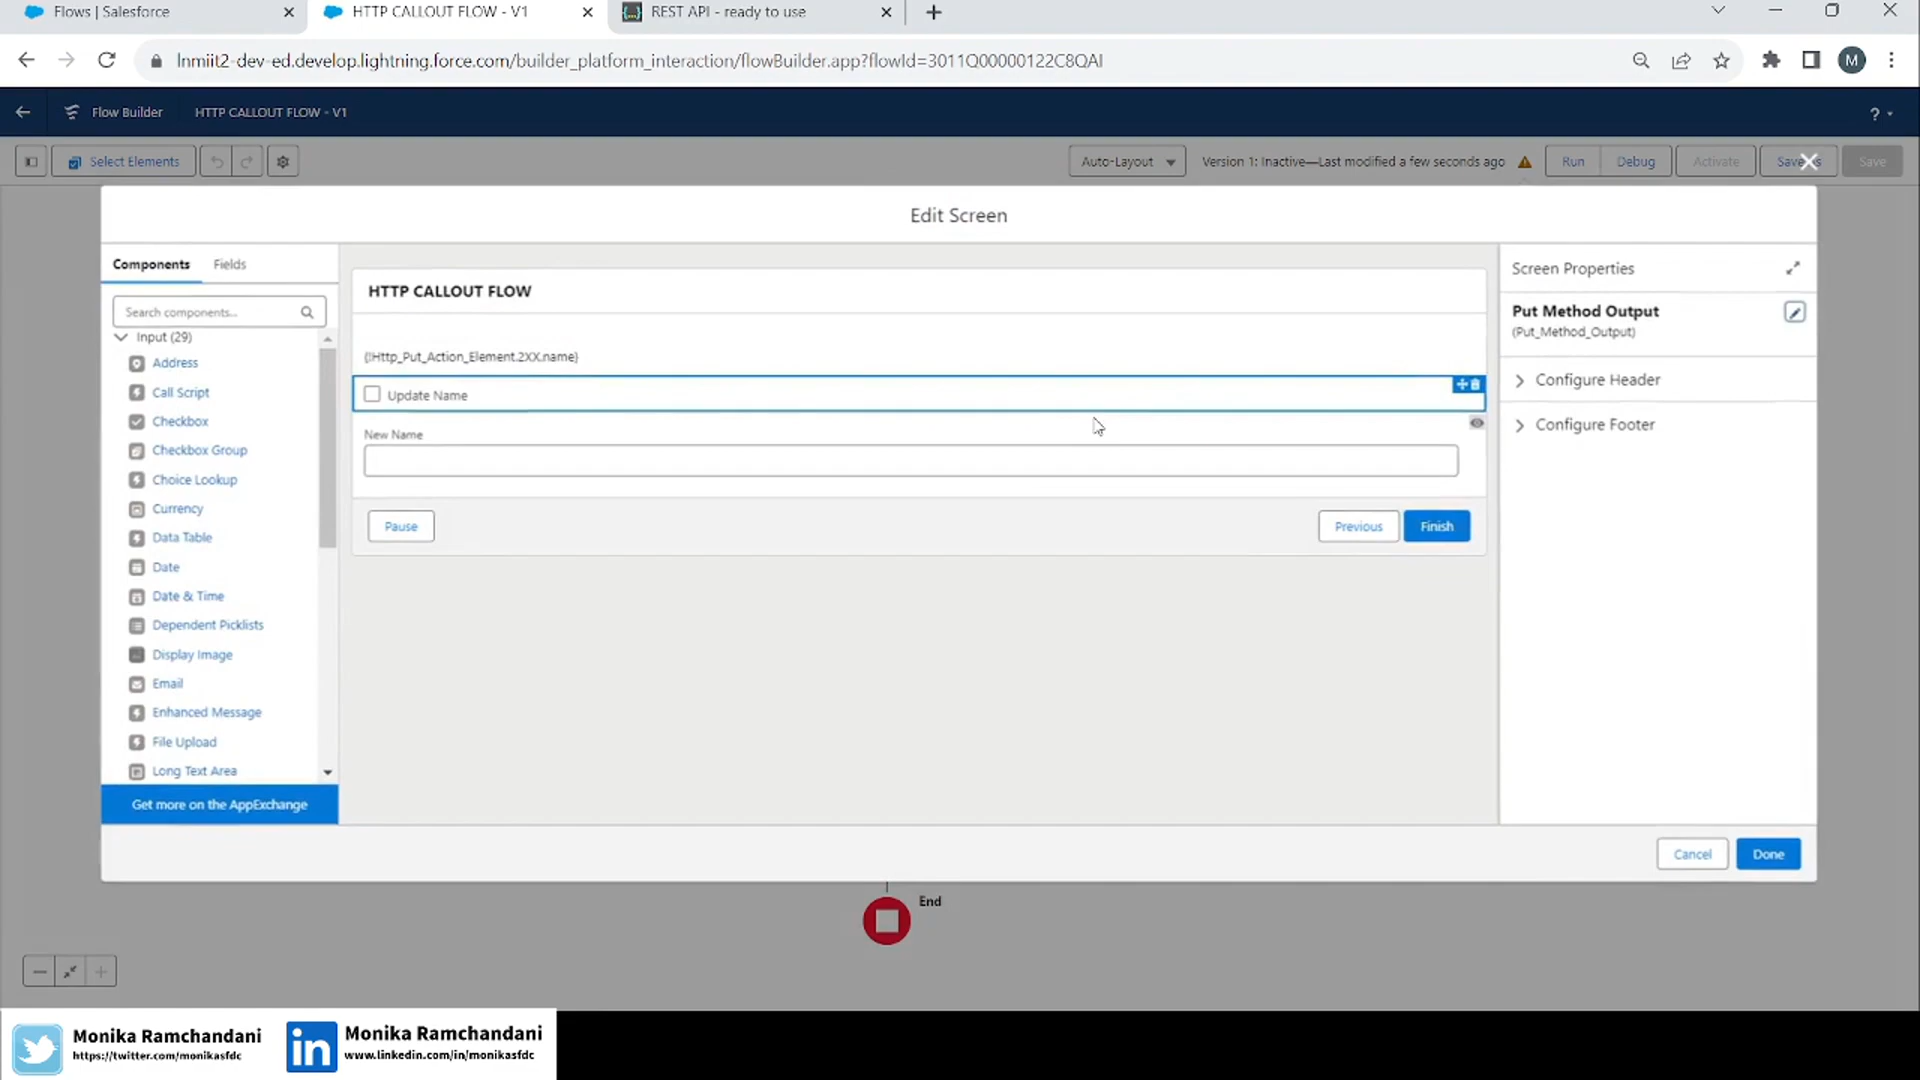 Flows | Salesforce
HTTP CALLOUT FLOW - V1
REST API - ready to use
lnmiit2-dev-ed.develop.lightning.force.com/builder_platform_interaction/flowBuilder.app?flowId=3011Q00000122C8QAI
M
Flow Builder
HTTP CALLOUT FLOW - V1
?
Select Elements
Auto-Layout
Version 1: Inactive—Last modified a few seconds ago
Run
Debug
Activate
Save
Edit Screen
Components
Fields
Search components...
Input (29)
Address
Call Script
Checkbox
Checkbox Group
Choice Lookup
Currency
Data Table
Date
Date & Time
Dependent Picklists
Display Image
Email
Enhanced Message
File Upload
Long Text Area
Get more on the AppExchange
HTTP CALLOUT FLOW
{!Http_Put_Action_Element.2XX.name}
Update Name
New Name
Pause
Previous
Finish
Screen Properties
Put Method Output
(Put_Method_Output)
Configure Header
Configure Footer
Cancel
Done
End
Monika Ramchandani
https://twitter.com/monikasfdc
in
Monika Ramchandani
www.linkedin.com/in/monikasfdc